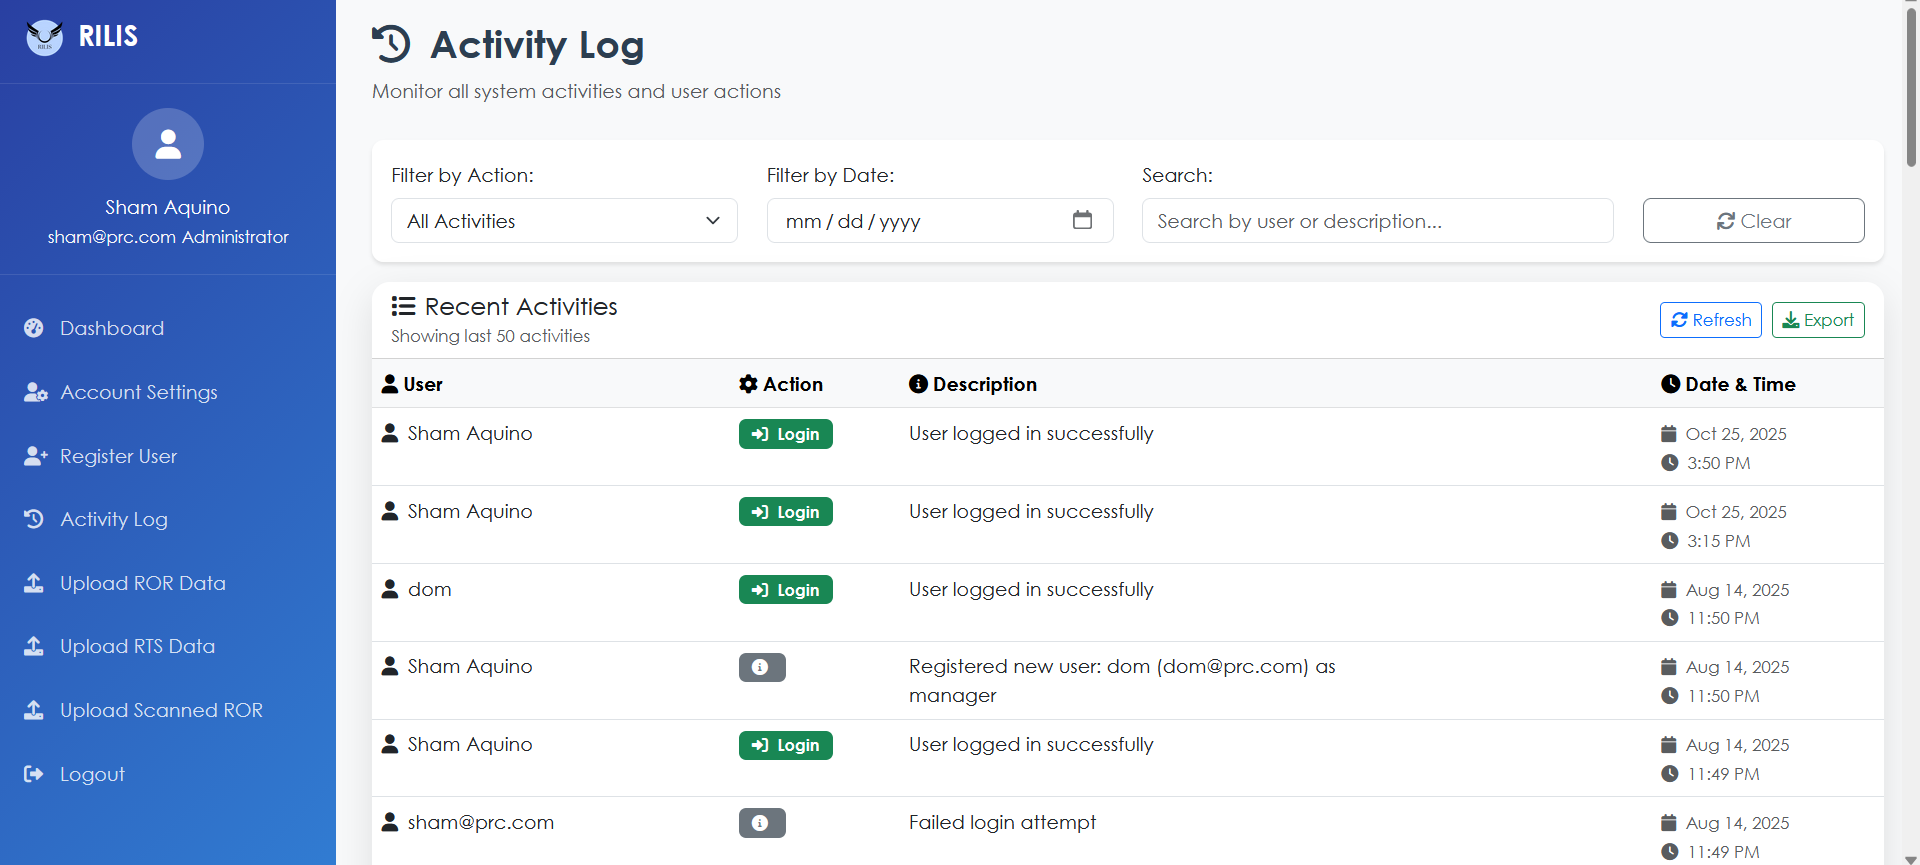 RILIS
RILIS
Sham Aquino
sham@prc.com Administrator
Dashboard
Account Settings
Register User
Activity Log
Upload ROR Data
Upload RTS Data
Upload Scanned ROR
Logout
Activity Log
Monitor all system activities and user actions
Filter by Action:
All Activities
Filter by Date:
mm / dd / yyyy
Search:
Search by user or description...
Clear
Recent Activities
Showing last 50 activities
Refresh
Export
User Action Description Date & Time
Sham Aquino Login User logged in successfully Oct 25, 2025
3:50 PM
Sham Aquino Login User logged in successfully Oct 25, 2025
3:15 PM
dom Login User logged in successfully Aug 14, 2025
11:50 PM
Sham Aquino Registered new user: dom (dom@prc.com) as Aug 14, 2025
manager 11:50 PM
Sham Aquino Login User logged in successfully Aug 14, 2025
11:49 PM
sham@prc.com Failed login attempt Aug 14, 2025
11:49 PM